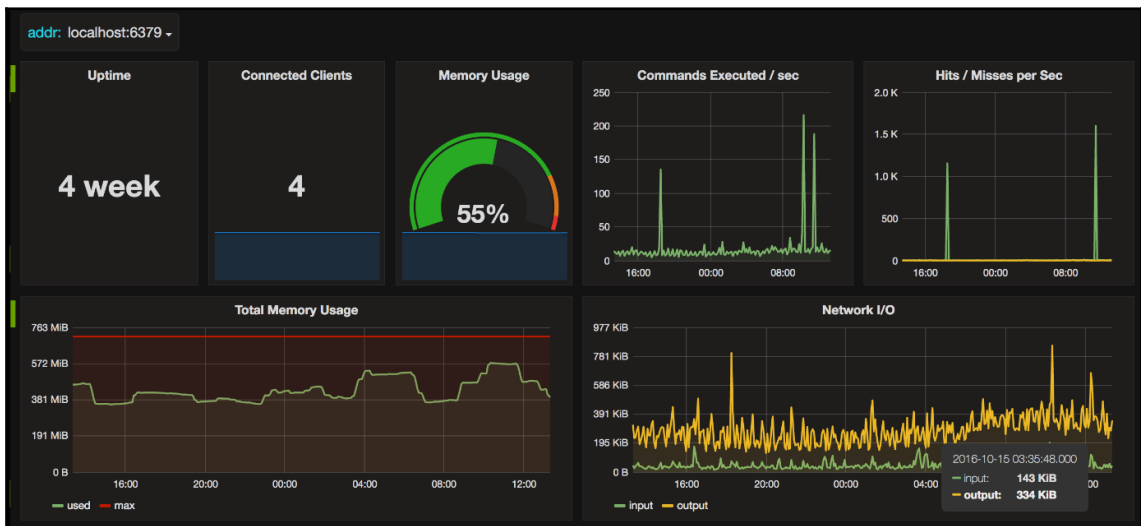 addr: localhost:6379
Uptime
4 week
Connected Clients
4
Memory Usage
55%
Commands Executed / sec
250
200
150
100
50
0
16:00 00:00 08:00
Hits / Misses per Sec
2.0 K
1.5 K
1.0 K
500
0
16:00 00:00 08:00
Total Memory Usage
763 MiB
572 MiB
381 MiB
191 MiB
0 B
16:00 20:00 00:00 04:00 08:00 12:00
used max
Network I/O
977 KiB
781 KiB
586 KiB
391 KiB
195 KiB
0 B
16:00 20:00 00:00 04:00 :00
2016-10-15 03:35:48.000
input: 143 KiB
output: 334 KiB
input output